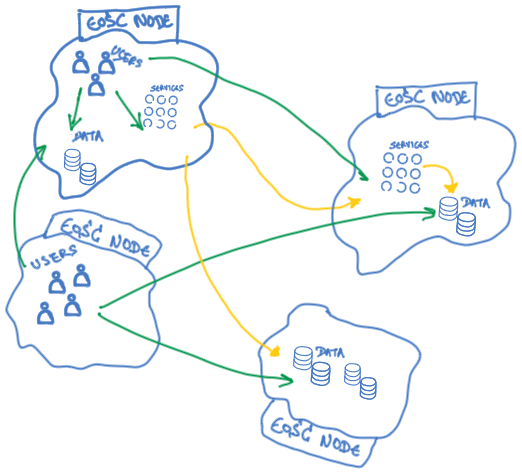 EOSC NODE
USERS
SERVICES
DATA
EOSC NODE
SERVICES
DATA
EOSC NODE
USERS
DATA
EOSC NODE